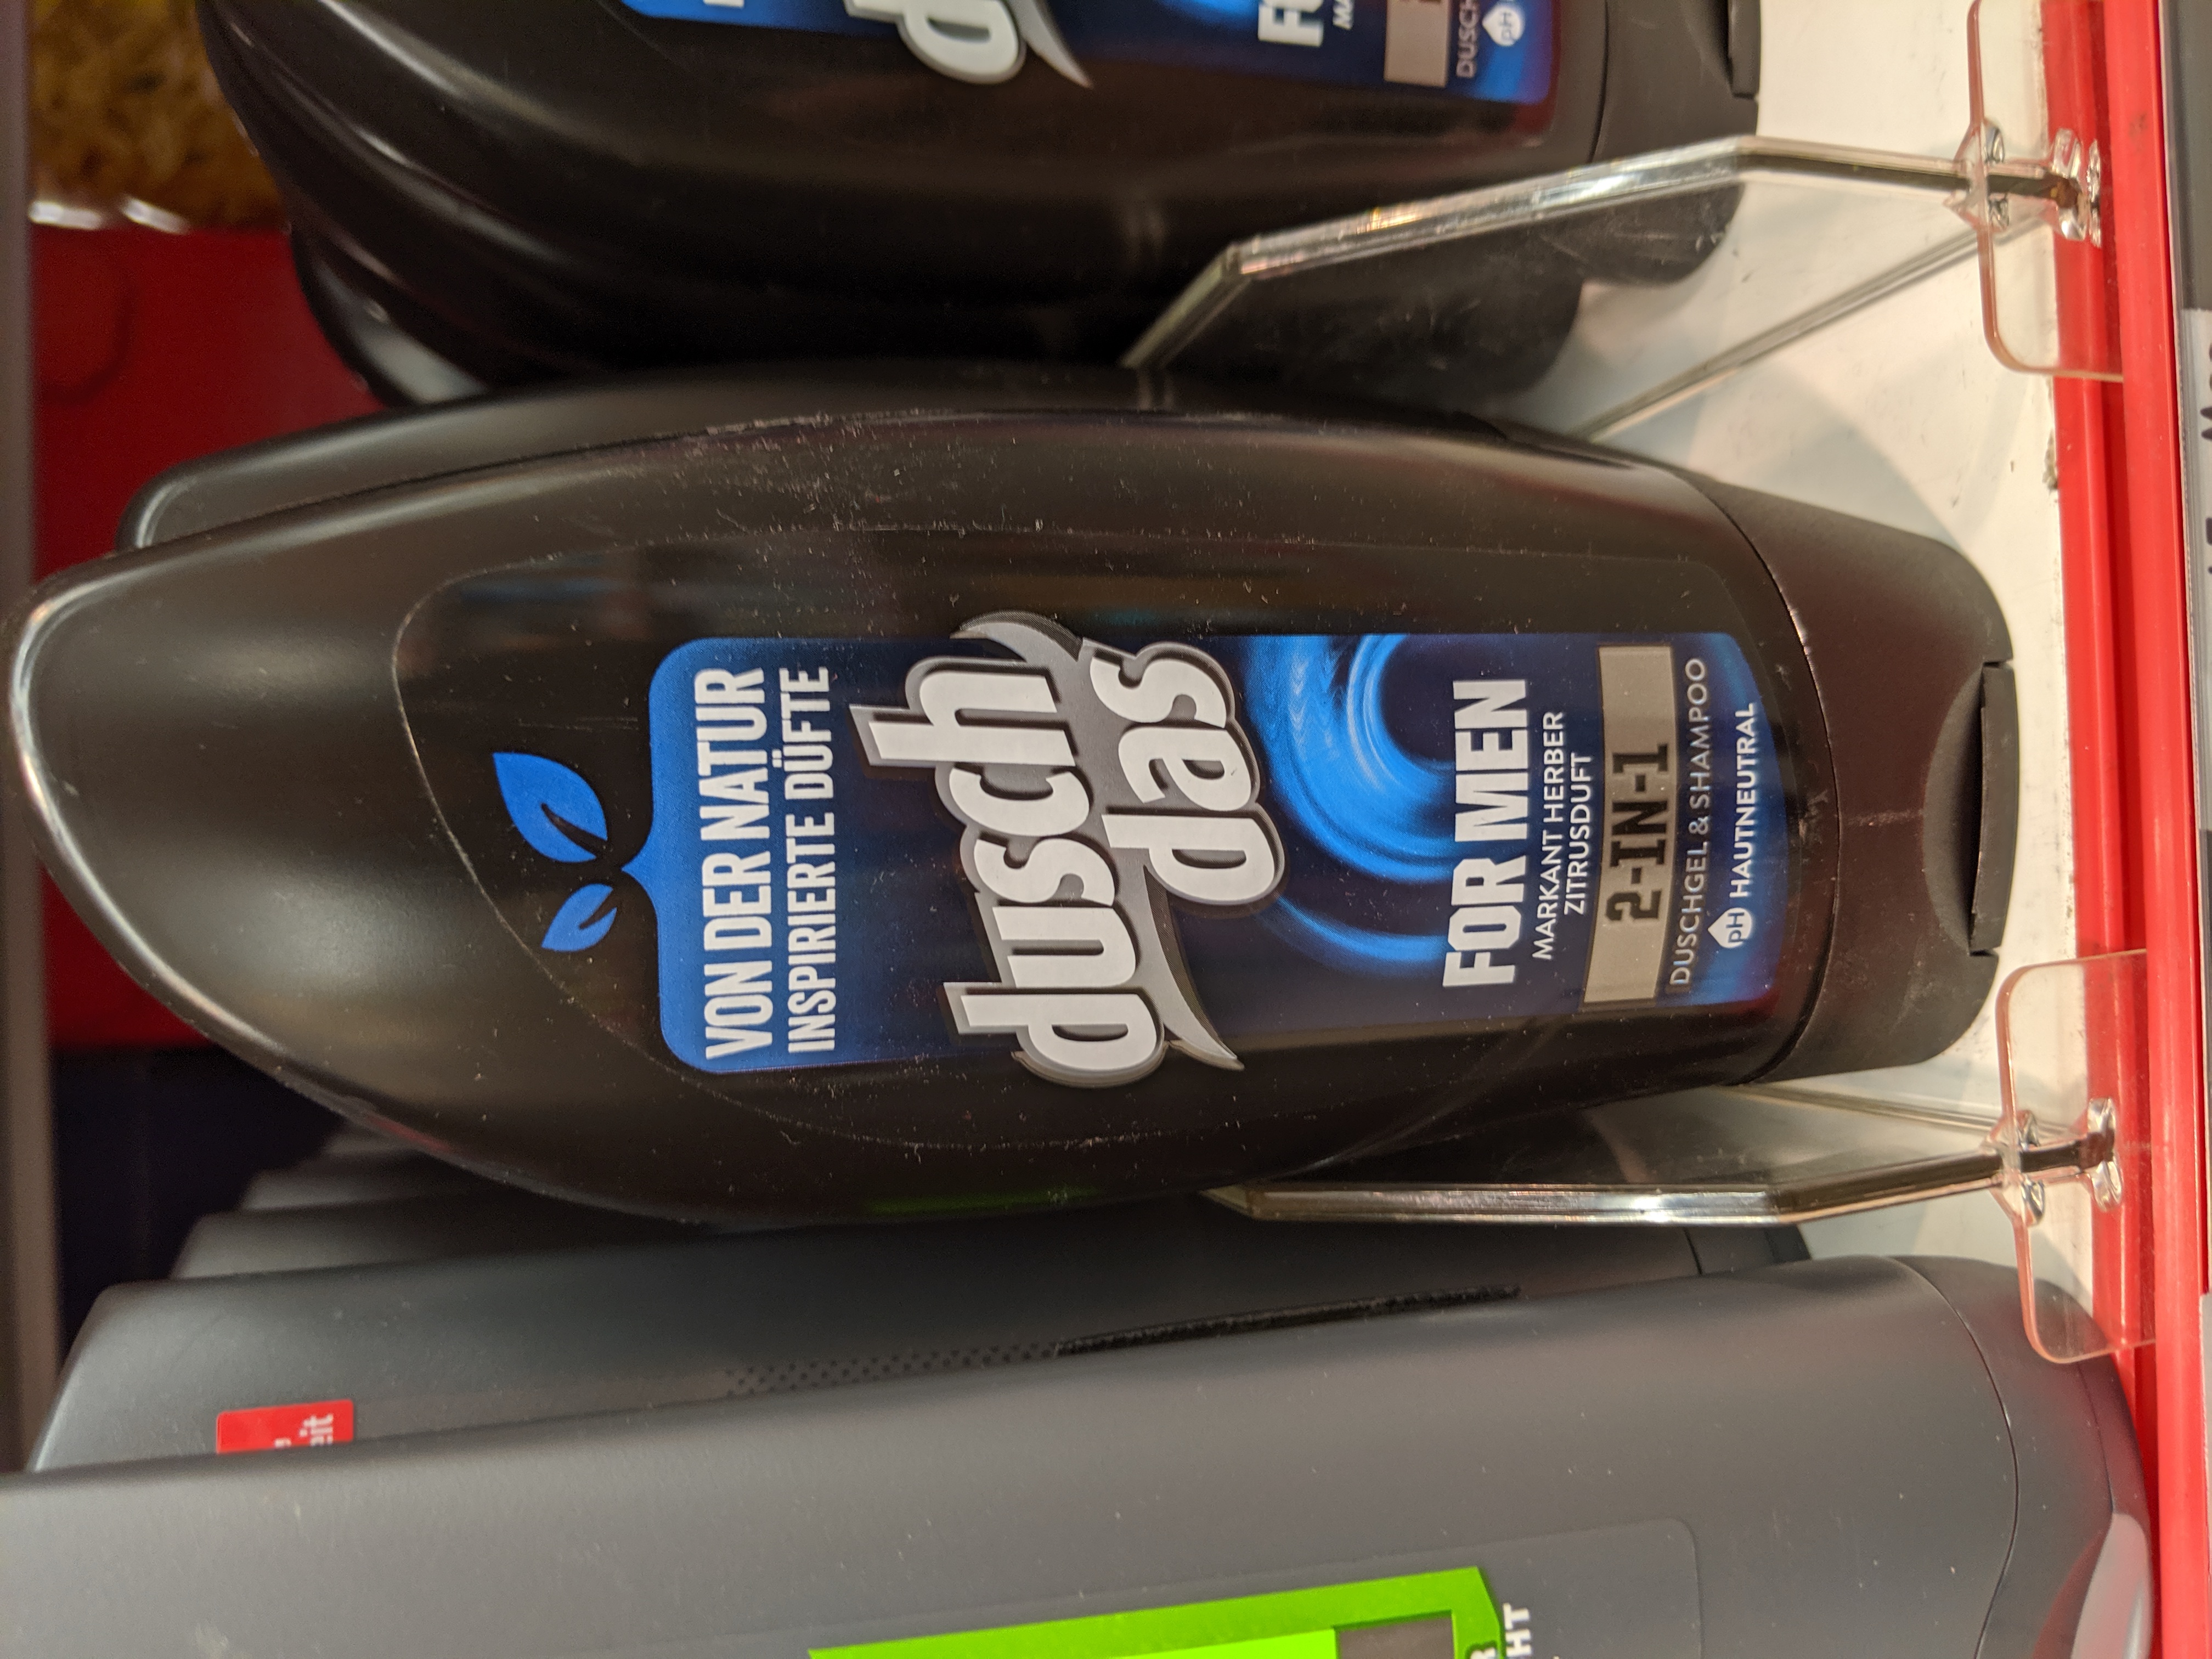 VON DER NATUR
INSPIRIERTE DÜFTE
dusch
das
FOR MEN
MARKANT HERBER
ZITRUSDUFT
2-IN-1
DUSCHGEL & SHAMPOO
pH HAUTNEUTRAL